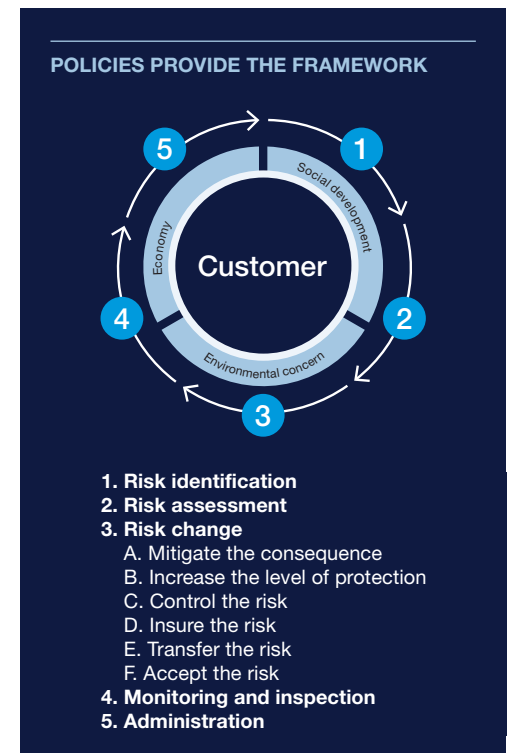 POLICIES PROVIDE THE FRAMEWORK
5
1
Social development
Economy
Customer
4
2
Environmental concern
3
1. Risk identification
2. Risk assessment
3. Risk change
A. Mitigate the consequence
B. Increase the level of protection
C. Control the risk
D. Insure the risk
E. Transfer the risk
F. Accept the risk
4. Monitoring and inspection
5. Administration